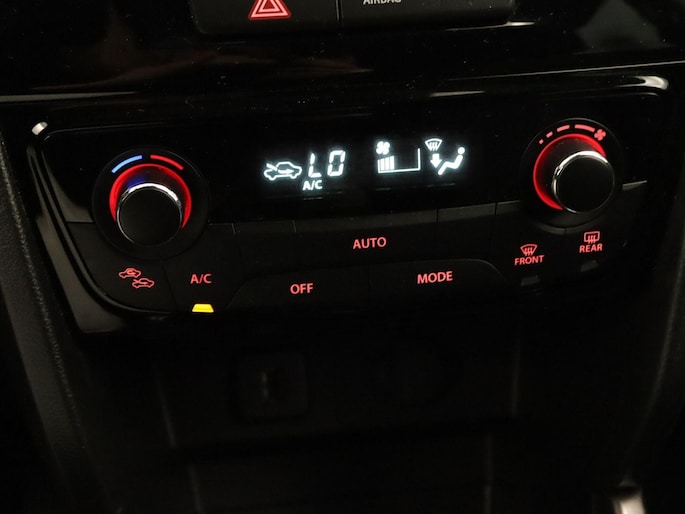 AIRBAG
LO
A/C
AUTO
A/C
OFF
MODE
FRONT
REAR